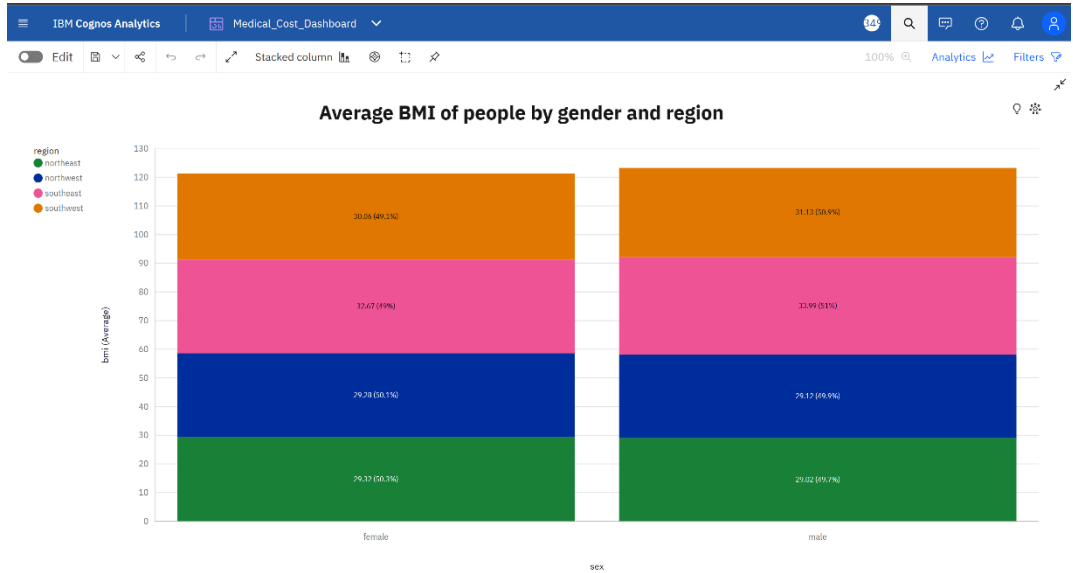 IBM Cognos Analytics
Medical_Cost_Dashboard
Edit
Stacked column
100%
Analytics
Filters
Average BMI of people by gender and region
region
northeast
northwest
southeast
southwest
bmi (Average)
130
120
110
100
90
80
70
60
50
40
30
20
10
0
30.06 (49.1%)
31.13 (50.9%)
32.67 (49%)
33.99 (51%)
29.28 (50.1%)
29.12 (49.9%)
29.32 (50.3%)
29.02 (49.7%)
female
male
sex